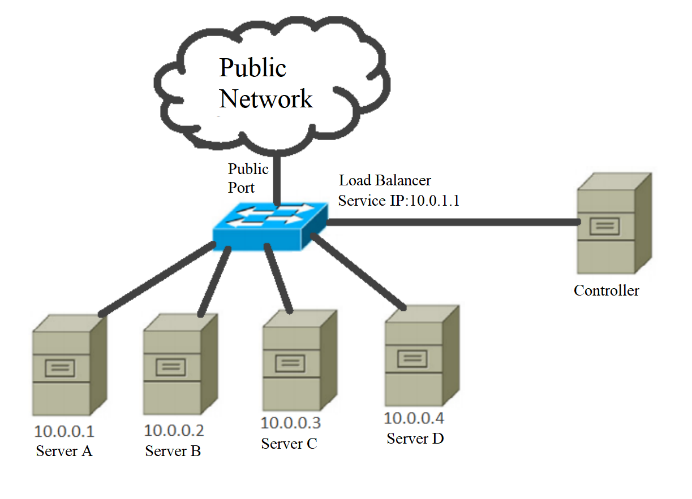 Public
Network
Public
Port
Load Balancer
Service IP:10.0.1.1
Controller
10.0.0.1
Server A
10.0.0.2
Server B
10.0.0.3
Server C
10.0.0.4
Server D